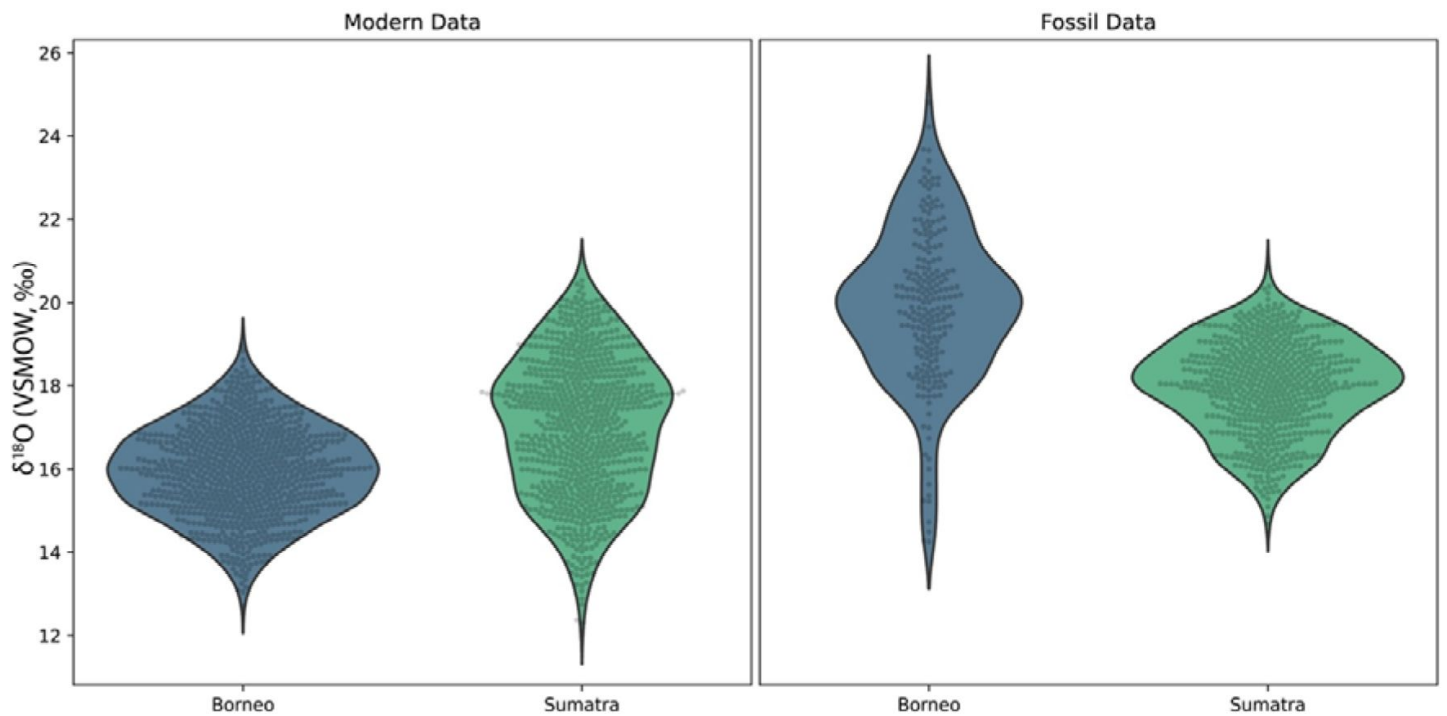 Modern Data
Fossil Data
26
24
22
20
18
16
14
12
δ¹⁸O (VSMOW, ‰)
Borneo
Sumatra
Borneo
Sumatra